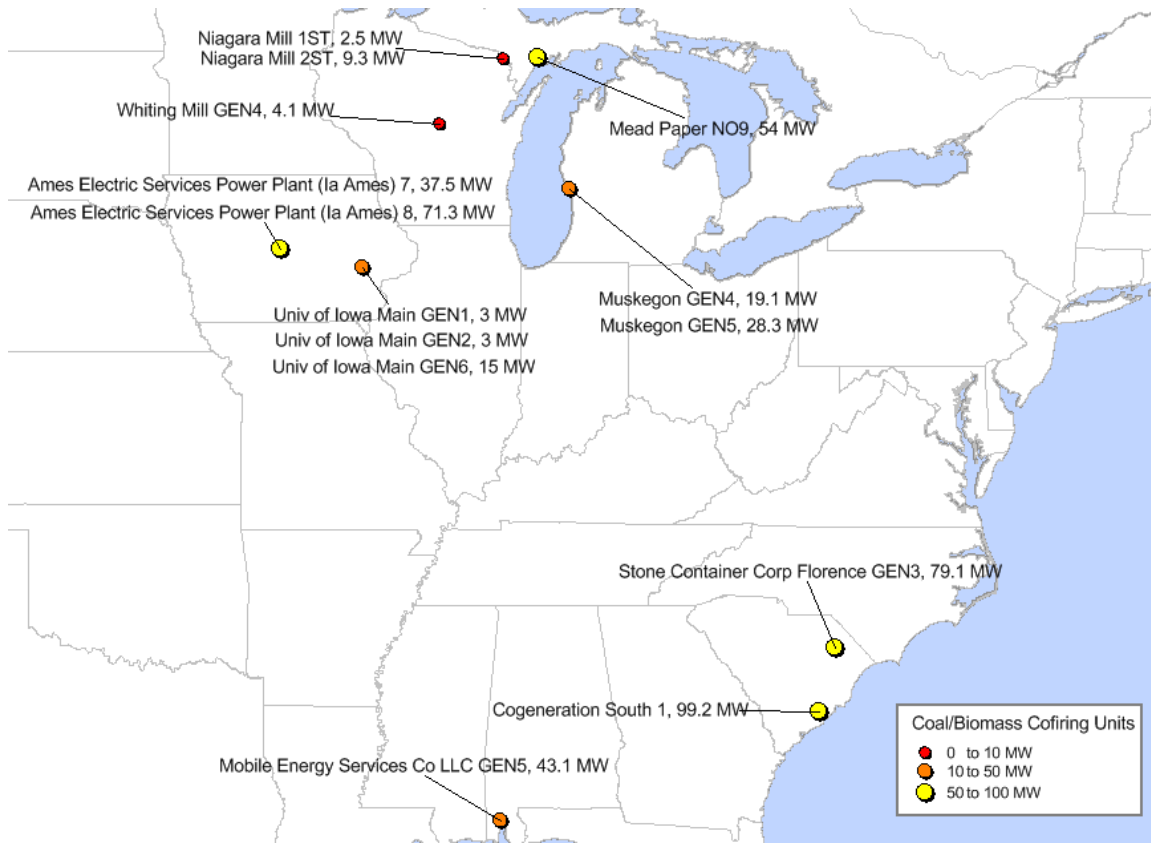 Niagara Mill 1ST, 2.5 MW
Niagara Mill 2ST, 9.3 MW
Whiting Mill GEN4, 4.1 MW
Mead Paper NO9, 54 MW
Ames Electric Services Power Plant (Ia Ames) 7, 37.5 MW
Ames Electric Services Power Plant (Ia Ames) 8, 71.3 MW
Muskegon GEN4, 19.1 MW
Muskegon GEN5, 28.3 MW
Univ of Iowa Main GEN1, 3 MW
Univ of Iowa Main GEN2, 3 MW
Univ of Iowa Main GEN6, 15 MW
Stone Container Corp Florence GEN3, 79.1 MW
Cogeneration South 1, 99.2 MW
Mobile Energy Services Co LLC GEN5, 43.1 MW
Coal/Biomass Cofiring Units
0 to 10 MW
10 to 50 MW
50 to 100 MW